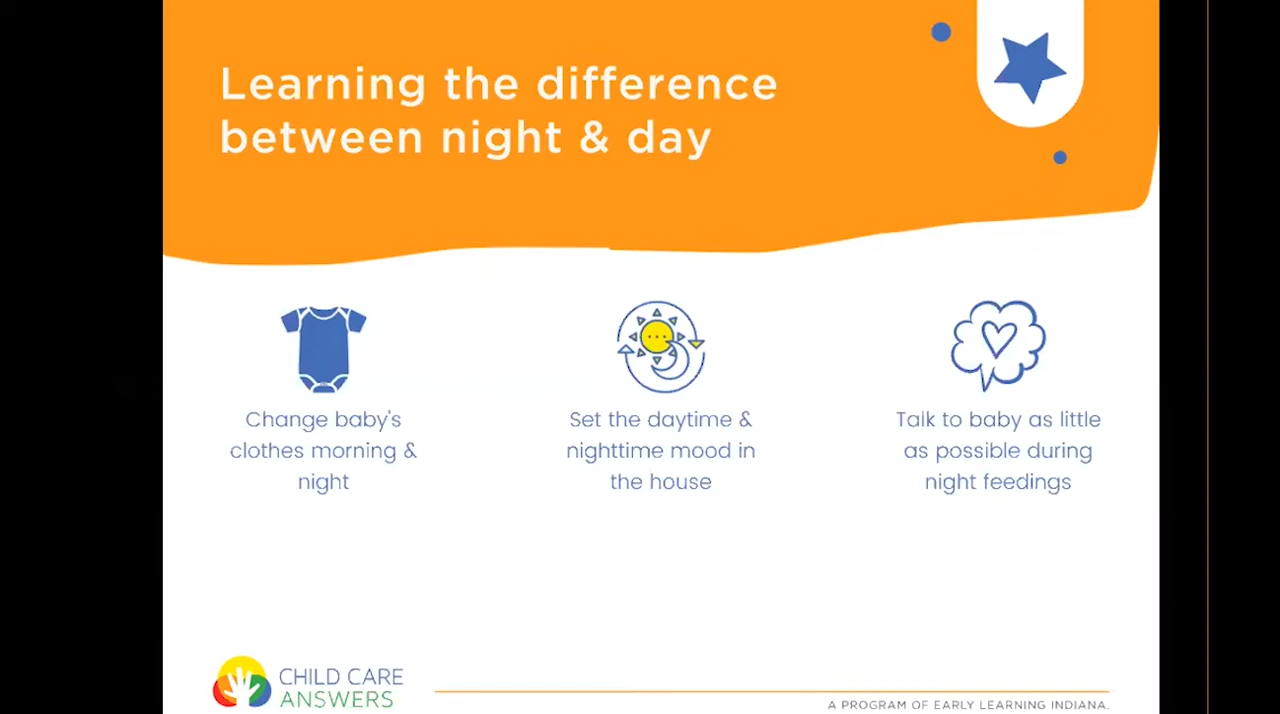 Learning the difference
between night & day
Change baby's
clothes morning &
night
Set the daytime &
nighttime mood in
the house
Talk to baby as little
as possible during
night feedings
CHILD CARE
ANSWERS
A PROGRAM OF EARLY LEARNING INDIANA.